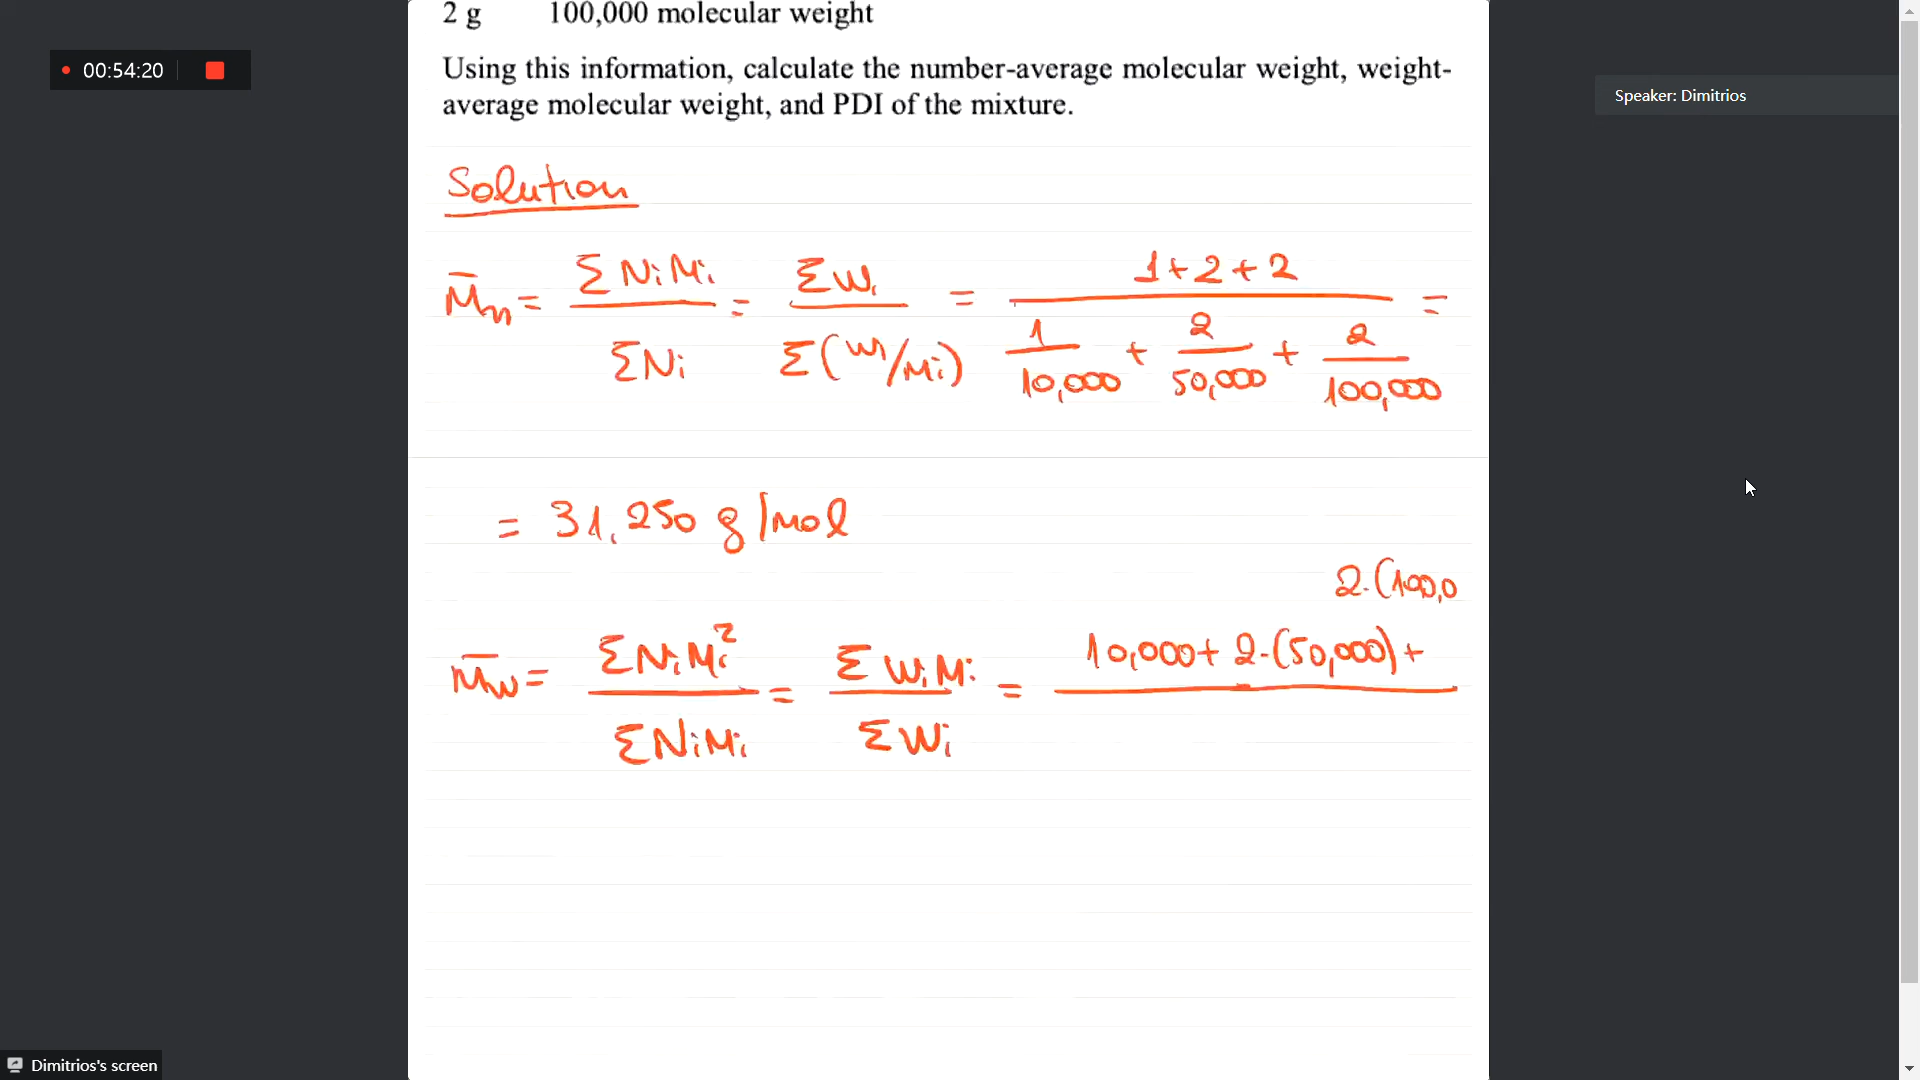 2 g 100,000 molecular weight
00:54:20
Using this information, calculate the number-average molecular weight, weight-
Speaker: Dimitrios
average molecular weight, and PDI of the mixture.
Solution
M̄n = ΣNiMi / ΣNi = ΣWi / Σ(Wi/Mi) = (1+2+2) / (1/10,000 + 2/50,000 + 2/100,000) =
= 31,250 g/mol
2·(100,0
M̄w = ΣNiMi² / ΣNiMi = ΣWiMi / ΣWi = 10,000+ 2·(50,000) +
Dimitrios's screen